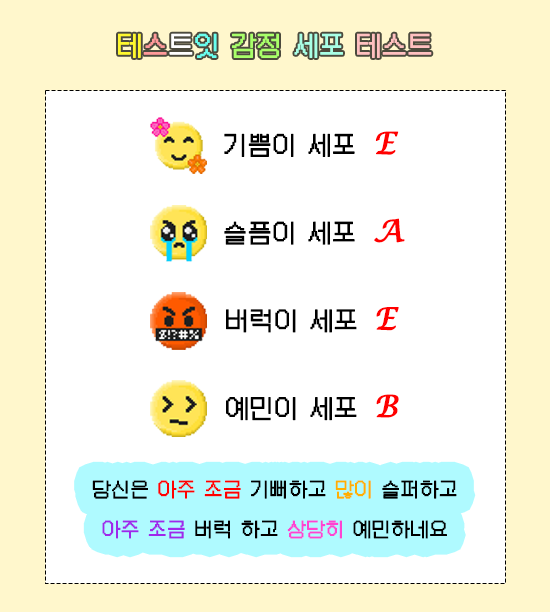 테스트잇 감정 세포 테스트
기쁨이 세포 E
슬픔이 세포 A
$!?#%
버럭이 세포 E
예민이 세포 B
당신은 아주 조금 기뻐하고 많이 슬퍼하고
아주 조금 버럭 하고 상당히 예민하네요